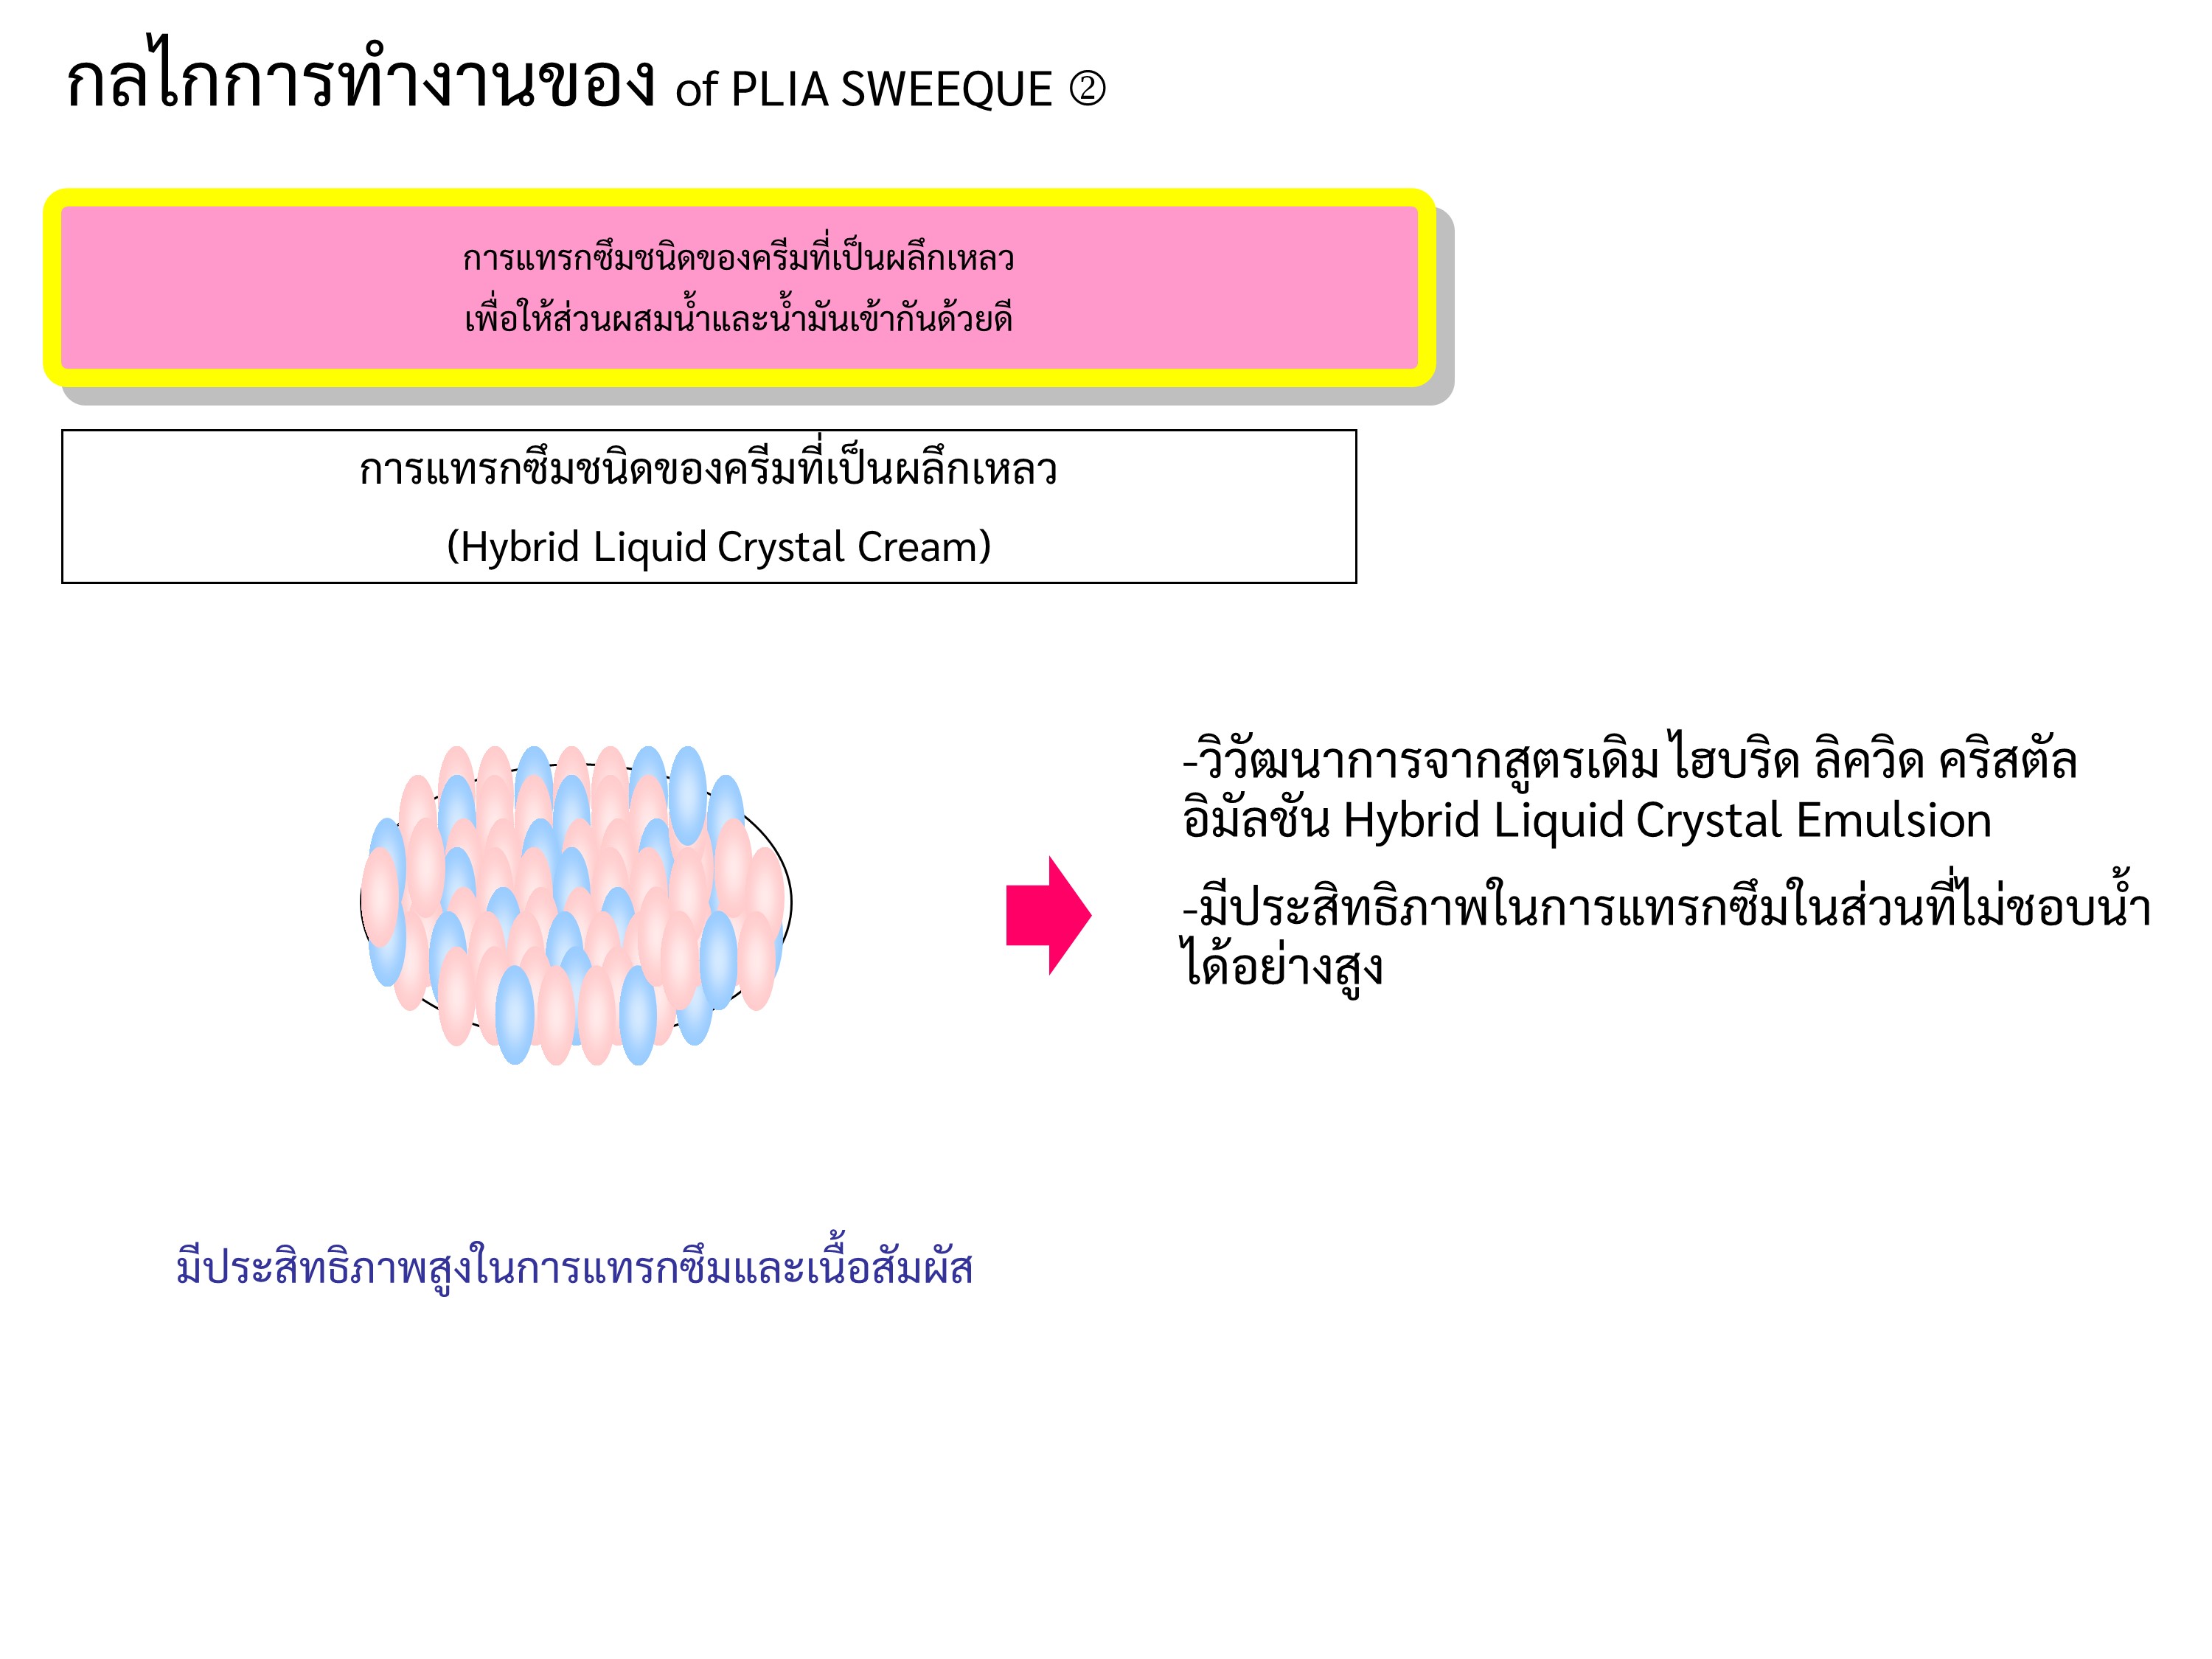 กลไกการทำงานของ of PLIA SWEEQUE ②
การแทรกซึมชนิดของครีมที่เป็นผลึกเหลว
เพื่อให้ส่วนผสมน้ำและน้ำมันเข้ากันด้วยดี
การแทรกซึมชนิดของครีมที่เป็นผลึกเหลว
(Hybrid Liquid Crystal Cream)
-วิวัฒนาการจากสูตรเดิม ไฮบริด ลิควิด คริสตัล
อิมัลชัน Hybrid Liquid Crystal Emulsion
-มีประสิทธิภาพในการแทรกซึมในส่วนที่ไม่ชอบน้ำ
ได้อย่างสูง
มีประสิทธิภาพสูงในการแทรกซึมและเนื้อสัมผัส